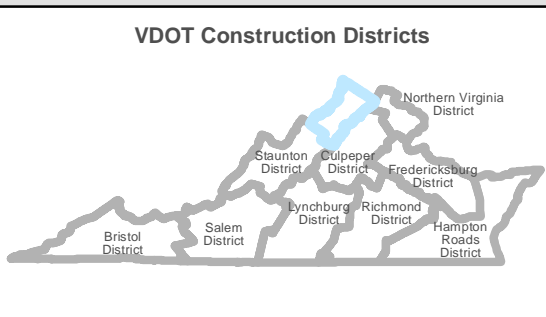 VDOT Construction Districts
Northern Virginia
District
Staunton
District
Culpeper
District
Fredericksburg
District
Lynchburg
District
Richmond
District
Salem
District
Bristol
District
Hampton
Roads
District